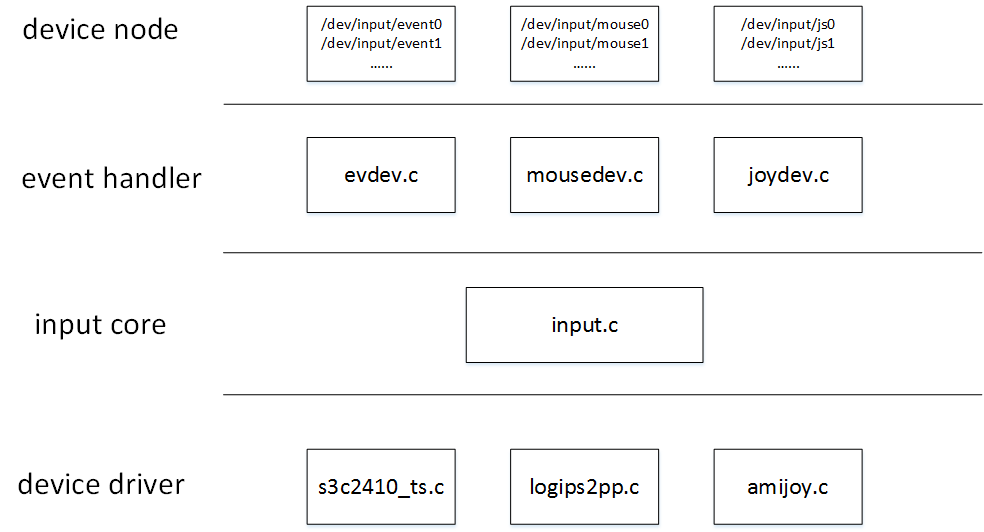 device node
/dev/input/event0
/dev/input/event1
......
/dev/input/mouse0
/dev/input/mouse1
......
/dev/input/js0
/dev/input/js1
......
event handler
evdev.c
mousedev.c
joydev.c
input core
input.c
device driver
s3c2410_ts.c
logips2pp.c
amijoy.c